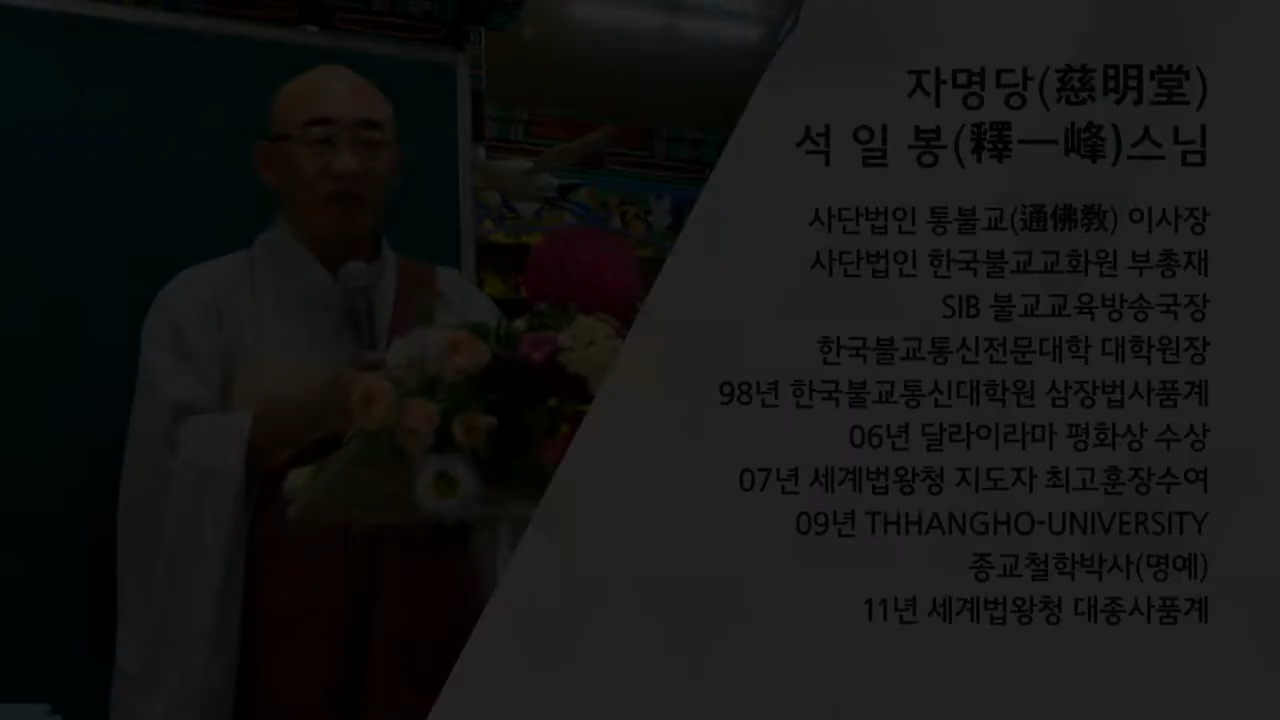 자명당(慈明堂)
석 일 봉(釋一峰)스님
사단법인 통불교(通佛敎) 이사장
사단법인 한국불교교화원 부총재
SIB 불교교육방송국장
한국불교통신전문대학 대학원장
98년 한국불교통신대학원 삼장법사품계
06년 달라이라마 평화상 수상
07년 세계법왕청 지도자 최고훈장수여
09년 THHANGHO-UNIVERSITY
종교철학박사(명예)
11년 세계법왕청 대종사품계